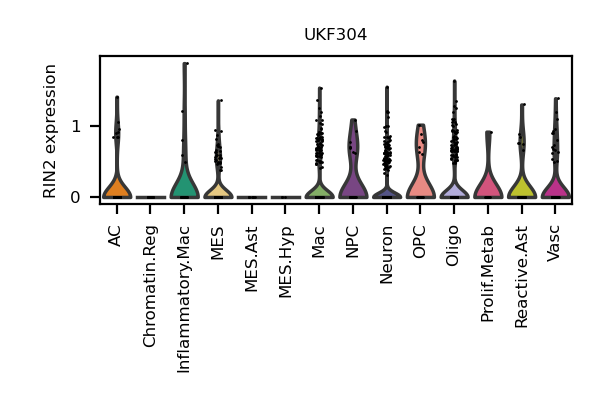 UKF304
RIN2 expression
1
0
AC
Chromatin.Reg
Inflammatory.Mac
MES
MES.Ast
MES.Hyp
Mac
NPC
Neuron
OPC
Oligo
Prolif.Metab
Reactive.Ast
Vasc